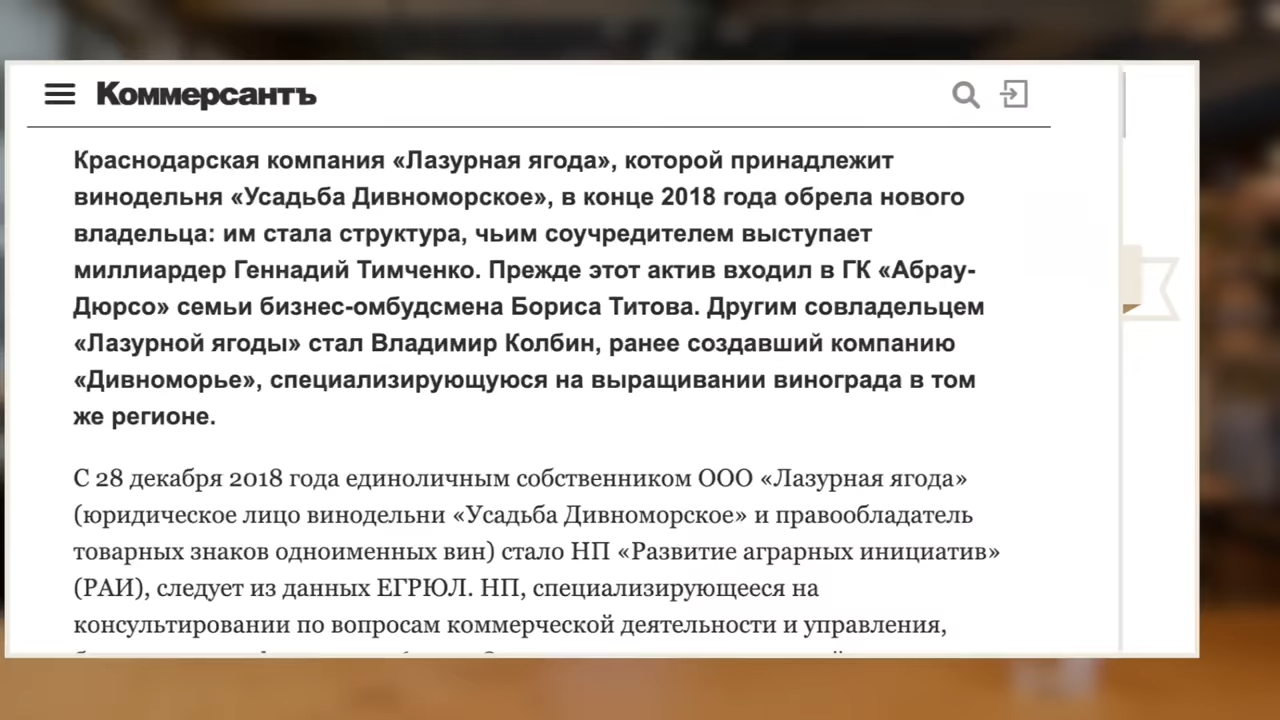 Коммерсантъ
Краснодарская компания «Лазурная ягода», которой принадлежит
винодельня «Усадьба Дивноморское», в конце 2018 года обрела нового
владельца: им стала структура, чьим соучредителем выступает
миллиардер Геннадий Тимченко. Прежде этот актив входил в ГК «Абрау-
Дюрсо» семьи бизнес-омбудсмена Бориса Титова. Другим совладельцем
«Лазурной ягоды» стал Владимир Колбин, ранее создавший компанию
«Дивноморье», специализирующуюся на выращивании винограда в том
же регионе.
С 28 декабря 2018 года единоличным собственником ООО «Лазурная ягода»
(юридическое лицо винодельни «Усадьба Дивноморское» и правообладатель
товарных знаков одноименных вин) стало НП «Развитие аграрных инициатив»
(РАИ), следует из данных ЕГРЮЛ. НП, специализирующееся на
консультировании по вопросам коммерческой деятельности и управления,